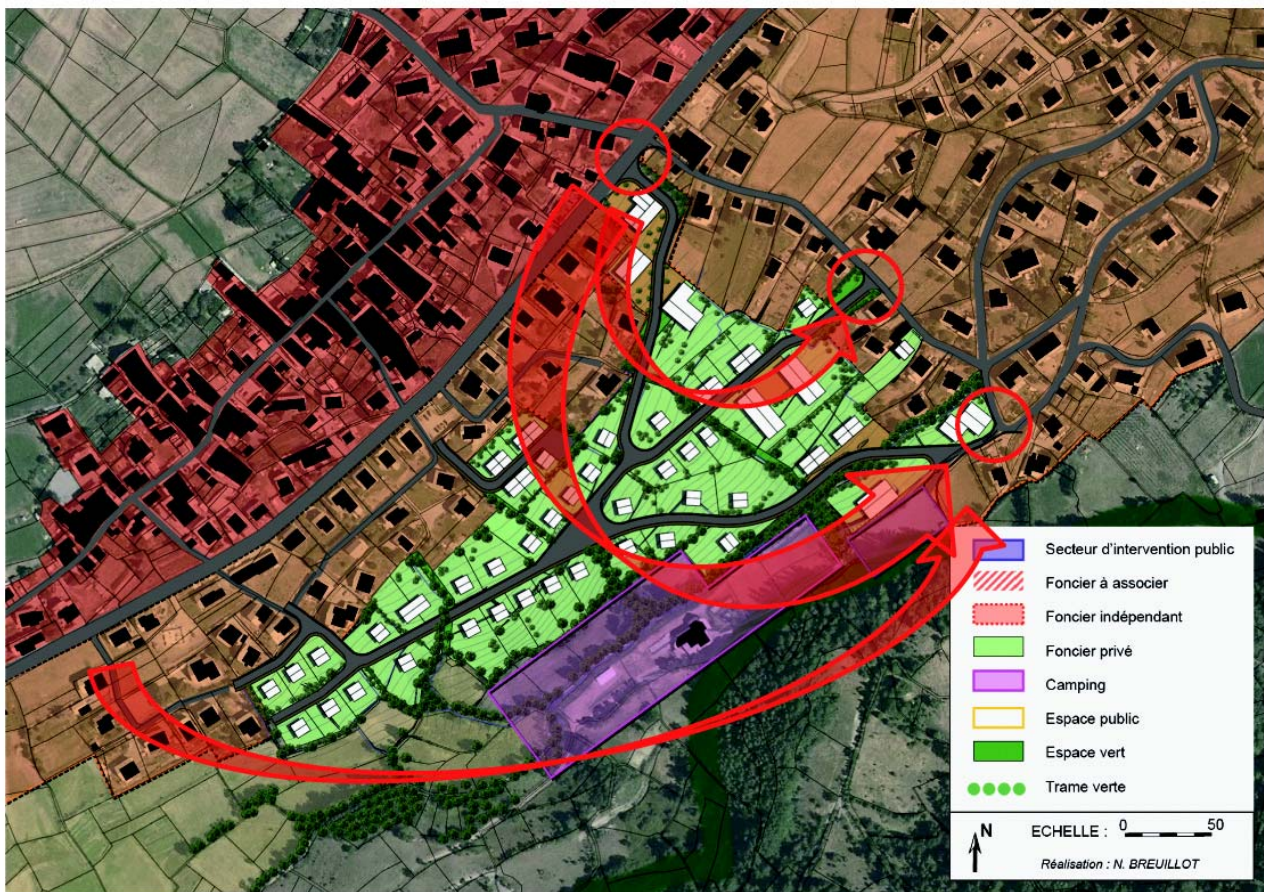 Secteur d'intervention public
Foncier à associer
Foncier indépendant
Foncier privé
Camping
Espace public
Espace vert
Trame verte
N
ECHELLE : 0 50
Réalisation : N. BREUILLOT